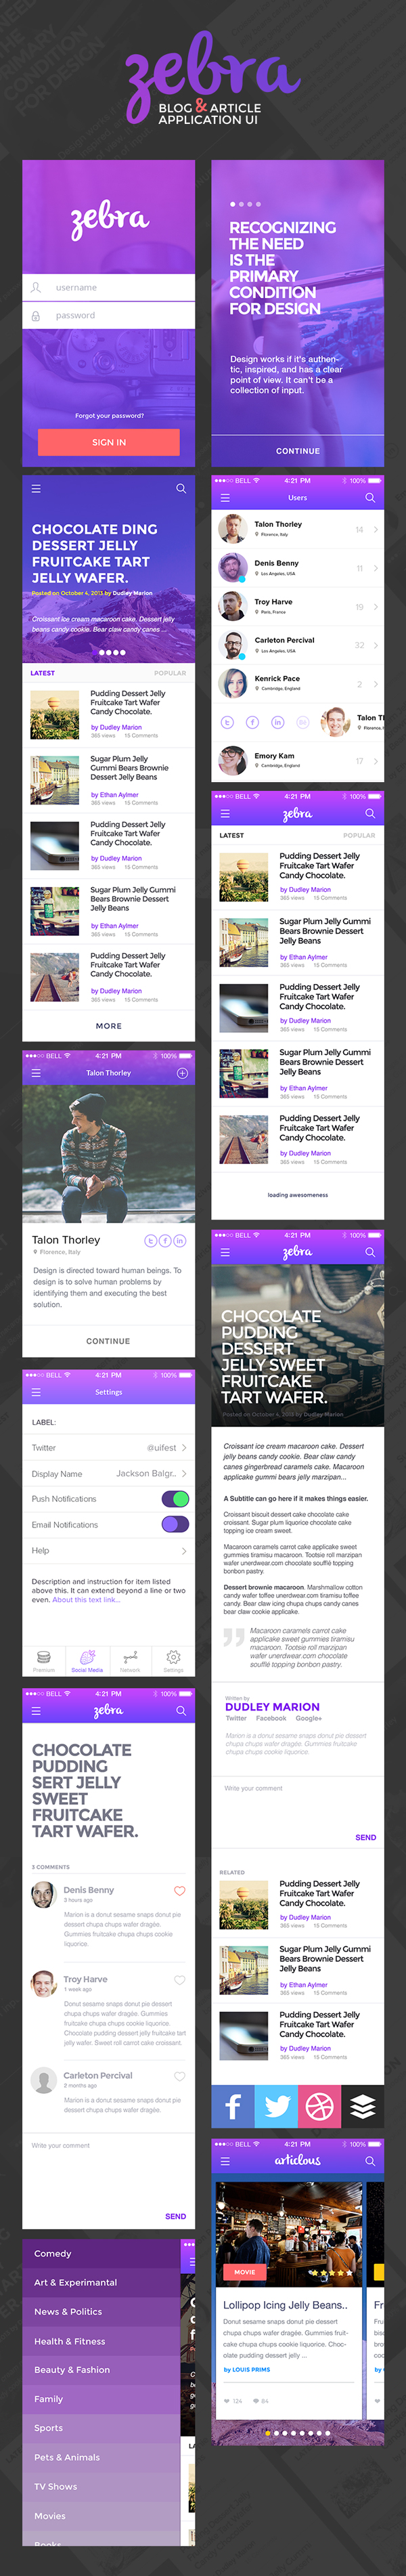 zebra
BLOG & ARTICLE
APPLICATION UI
zebra
username
password
Forgot your password?
SIGN IN
RECOGNIZING
THE NEED
IS THE
PRIMARY
CONDITION
FOR DESIGN
Design works if it's authen-
tic, inspired, and has a clear
point of view. It can't be a
collection of input.
CONTINUE
CHOCOLATE DING
DESSERT JELLY
FRUITCAKE TART
JELLY WAFER.
Posted on October 4, 2013 by Dudley Marion
Croissant ice cream macaroon cake. Dessert jelly
beans candy cookie. Bear claw candy canes ...
LATEST POPULAR
Pudding Dessert Jelly
Fruitcake Tart Wafer
Candy Chocolate.
by Dudley Marion
365 views 15 Comments
Sugar Plum Jelly
Gummi Bears Brownie
Dessert Jelly Beans
by Ethan Aylmer
365 views 15 Comments
Pudding Dessert Jelly
Fruitcake Tart Wafer
Candy Chocolate.
by Dudley Marion
365 views 15 Comments
Sugar Plum Jelly Gummi
Bears Brownie Dessert
Jelly Beans
by Ethan Aylmer
365 views 15 Comments
Pudding Dessert Jelly
Fruitcake Tart Wafer
Candy Chocolate.
by Dudley Marion
365 views 15 Comments
MORE
BELL 4:21 PM 100%
Users
Talon Thorley
Florence, Italy
14
Denis Benny
Los Angeles, USA
11
Troy Harve
Paris, France
19
Carleton Percival
Los Angeles, USA
32
Kenrick Pace
Cambridge, England
2
Talon Tl
Florence, I
Emory Kam
Cambridge, England
17
BELL 4:21 PM 100%
zebra
LATEST POPULAR
Pudding Dessert Jelly
Fruitcake Tart Wafer
Candy Chocolate.
by Dudley Marion
365 views 15 Comments
Sugar Plum Jelly Gummi
Bears Brownie Dessert
Jelly Beans
by Ethan Aylmer
365 views 15 Comments
Pudding Dessert Jelly
Fruitcake Tart Wafer
Candy Chocolate.
by Dudley Marion
365 views 15 Comments
Sugar Plum Jelly Gummi
Bears Brownie Dessert
Jelly Beans
by Ethan Aylmer
365 views 15 Comments
Pudding Dessert Jelly
Fruitcake Tart Wafer
Candy Chocolate.
by Dudley Marion
365 views 15 Comments
loading awesomeness
BELL 4:21 PM 100%
Talon Thorley
Talon Thorley
Florence, Italy
Design is directed toward human beings. To
design is to solve human problems by
identifying them and executing the best
solution.
CONTINUE
BELL 4:21 PM 100%
Settings
LABEL:
Twitter @uifest
Display Name Jackson Balgr..
Push Notifications
Email Notifications
Help
Description and instruction for item listed
above this. It can extend beyond a line or two
even. About this text link...
Premium Social Media Network Settings
BELL 4:21 PM 100%
zebra
CHOCOLATE
PUDDING
DESSERT
JELLY SWEET
FRUITCAKE
TART WAFER.
Posted on October 4, 2013 by Dudley Marion
Croissant ice cream macaroon cake. Dessert
jelly beans candy cookie. Bear claw candy
canes gingerbread caramels cake. Macaroon
applicake gummi bears jelly marzipan...
A Subtitle can go here if it makes things easier.
Croissant biscuit dessert cake chocolate cake
croissant. Sugar plum liquorice chocolate cake
topping ice cream sweet.
Macaroon caramels carrot cake applicake sweet
gummies tiramisu macaroon. Tootsie roll marzipan
wafer unerdwear.com chocolate soufflé topping
bonbon pastry.
Dessert brownie macaroon. Marshmallow cotton
candy wafer toffee unerdwear.com tiramisu toffee
candy. Bear claw icing chupa chups candy canes
bear claw cookie applicake.
Macaroon caramels carrot cake
applicake sweet gummies tiramisu
macaroon. Tootsie roll marzipan
wafer unerdwear.com chocolate
soufflé topping bonbon pastry.
Written by
DUDLEY MARION
Twitter Facebook Google+
Marion is a donut sesame snaps donut pie dessert
chupa chups wafer dragée. Gummies fruitcake
chupa chups cookie liquorice.
Write your comment
SEND
RELATED
Pudding Dessert Jelly
Fruitcake Tart Wafer
Candy Chocolate.
by Dudley Marion
365 views 15 Comments
Sugar Plum Jelly Gummi
Bears Brownie Dessert
Jelly Beans
by Ethan Aylmer
365 views 15 Comments
Pudding Dessert Jelly
Fruitcake Tart Wafer
Candy Chocolate.
by Dudley Marion
365 views 15 Comments
BELL 4:21 PM 100%
zebra
CHOCOLATE
PUDDING
SERT JELLY
SWEET
FRUITCAKE
TART WAFER.
3 COMMENTS
Denis Benny
3 hours ago
Marion is a donut sesame snaps donut pie
dessert chupa chups wafer dragée.
Gummies fruitcake chupa chups cookie
liquorice.
Troy Harve
1 week ago
Donut sesame snaps donut pie dessert
chupa chups wafer dragée. Gummies
fruitcake chupa chups cookie liquorice.
Chocolate pudding dessert jelly fruitcake tart
jelly wafer. Sweet roll carrot cake croissant.
Carleton Percival
2 months ago
Marion is a donut sesame snaps donut pie
dessert chupa chups wafer dragée.
Write your comment
SEND
Comedy
Art & Experimantal
News & Politics
Health & Fitness
Beauty & Fashion
Family
Sports
Pets & Animals
TV Shows
Movies
Books
BELL 4:21 PM 100%
articlous
MOVIE
Lollipop Icing Jelly Beans..
Donut sesame snaps donut pie dessert
chupa chups wafer dragée. Gummies fruit-
cake chupa chups cookie liquorice. Choc-
olate pudding dessert jelly ...
by LOUIS PRIMS
124 84